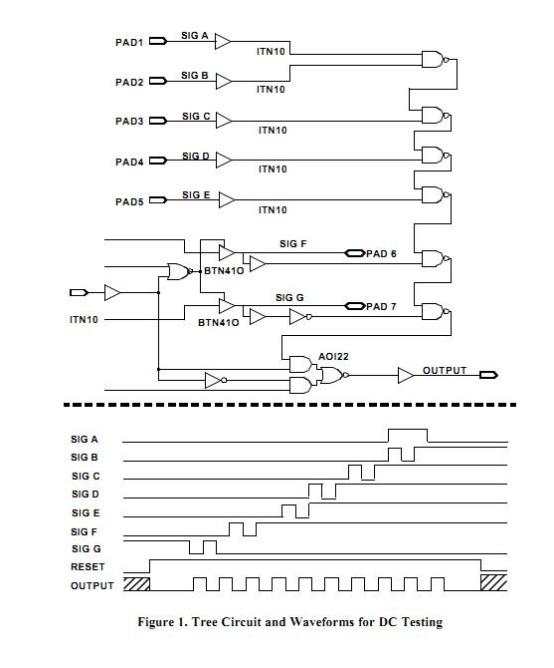 PAD1 SIG A ITN10
PAD2 SIG B ITN10
PAD3 SIG C ITN10
PAD4 SIG D ITN10
PAD5 SIG E ITN10
SIG F PAD 6
BTN41O
SIG G PAD 7
ITN10 BTN41O
AOI22
OUTPUT
SIG A
SIG B
SIG C
SIG D
SIG E
SIG F
SIG G
RESET
OUTPUT
Figure 1. Tree Circuit and Waveforms for DC Testing